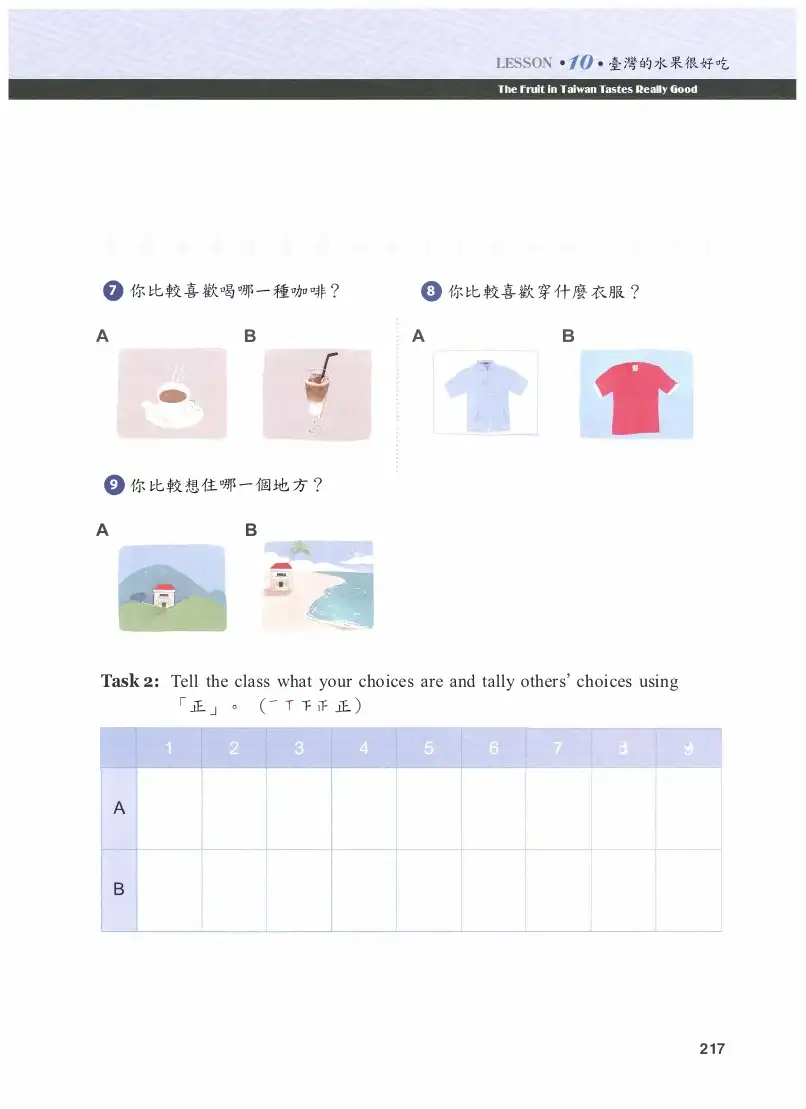 LESSON • 10 • 臺灣的水果很好吃
The Fruit in Taiwan Tastes Really Good
7 你比較喜歡喝哪一種咖啡？
8 你比較喜歡穿什麼衣服？
A B
A B
9 你比較想住哪一個地方？
A B
Task 2: Tell the class what your choices are and tally others’ choices using
「正」。（一丅下正正）
1 2 3 4 5 6 7 8 9
A
B
217